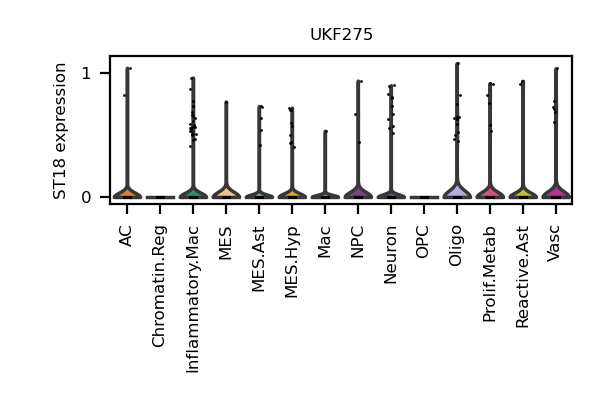 UKF275
ST18 expression
1
0
AC
Chromatin.Reg
Inflammatory.Mac
MES
MES.Ast
MES.Hyp
Mac
NPC
Neuron
OPC
Oligo
Prolif.Metab
Reactive.Ast
Vasc